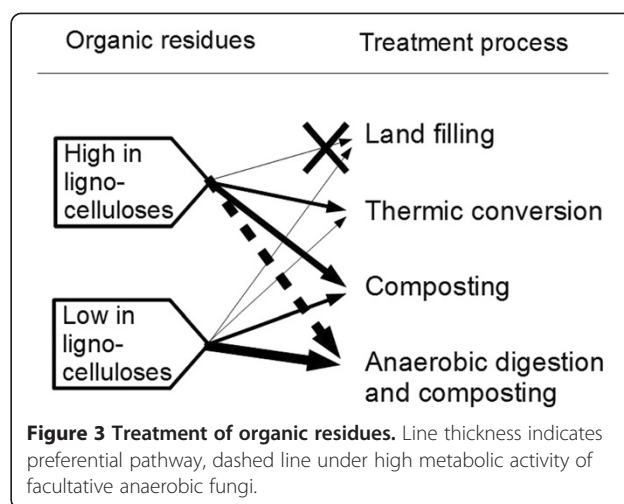 Organic residues
Treatment process
High in
ligno-
celluloses
Low in
ligno-
celluloses
Land filling
Thermic conversion
Composting
Anaerobic digestion
and composting
Figure 3 Treatment of organic residues. Line thickness indicates
preferential pathway, dashed line under high metabolic activity of
facultative anaerobic fungi.